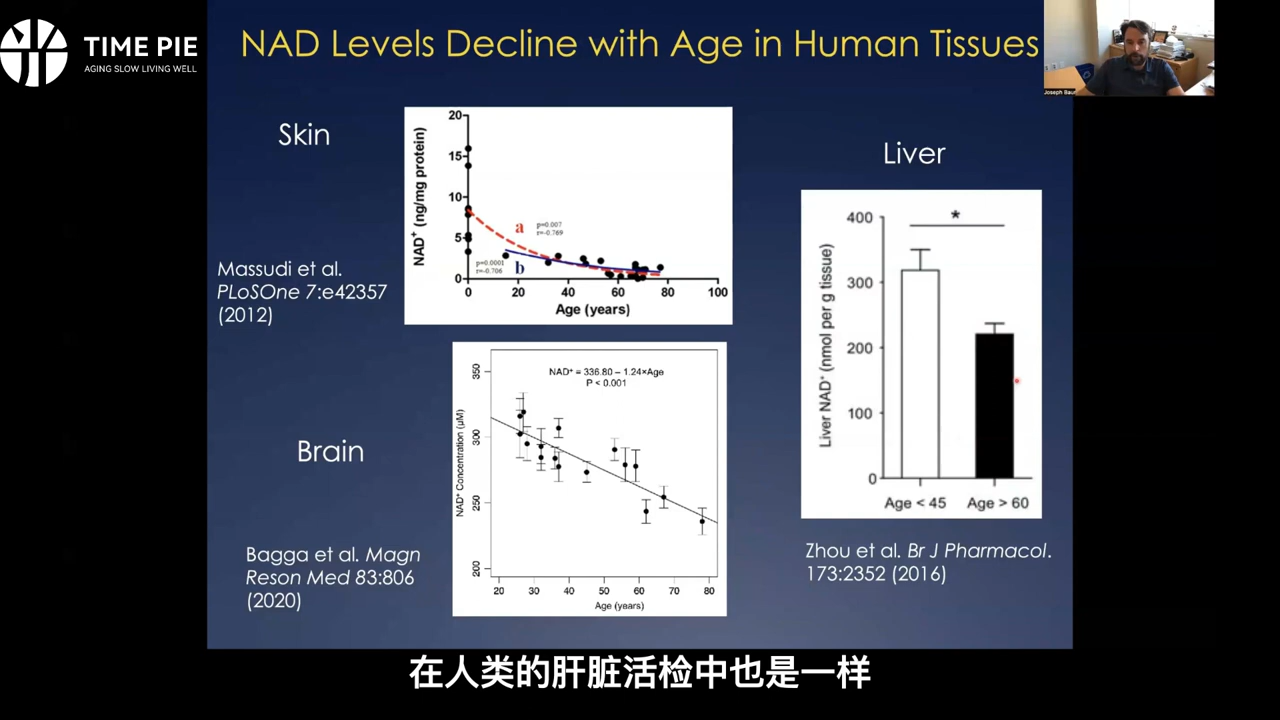 TIME PIE
AGING SLOW LIVING WELL
NAD Levels Decline with Age in Human Tissues
Joseph Baur
Skin
Massudi et al.
PLoSOne 7:e42357
(2012)
NAD⁺ (ng/mg protein)
20
15
10
5
0
a
p=0.007
r=-0.769
p=0.0001
r=-0.706
b
0 20 40 60 80 100
Age (years)
Brain
Bagga et al. Magn
Reson Med 83:806
(2020)
NAD⁺ Concentration (μM)
350
300
250
200
NAD⁺ = 336.80 – 1.24×Age
P < 0.001
20 30 40 50 60 70 80
Age (years)
Liver
Liver NAD⁺ (nmol per g tissue)
400
300
200
100
0
*
Age < 45 Age > 60
Zhou et al. Br J Pharmacol.
173:2352 (2016)
在人类的肝脏活检中也是一样